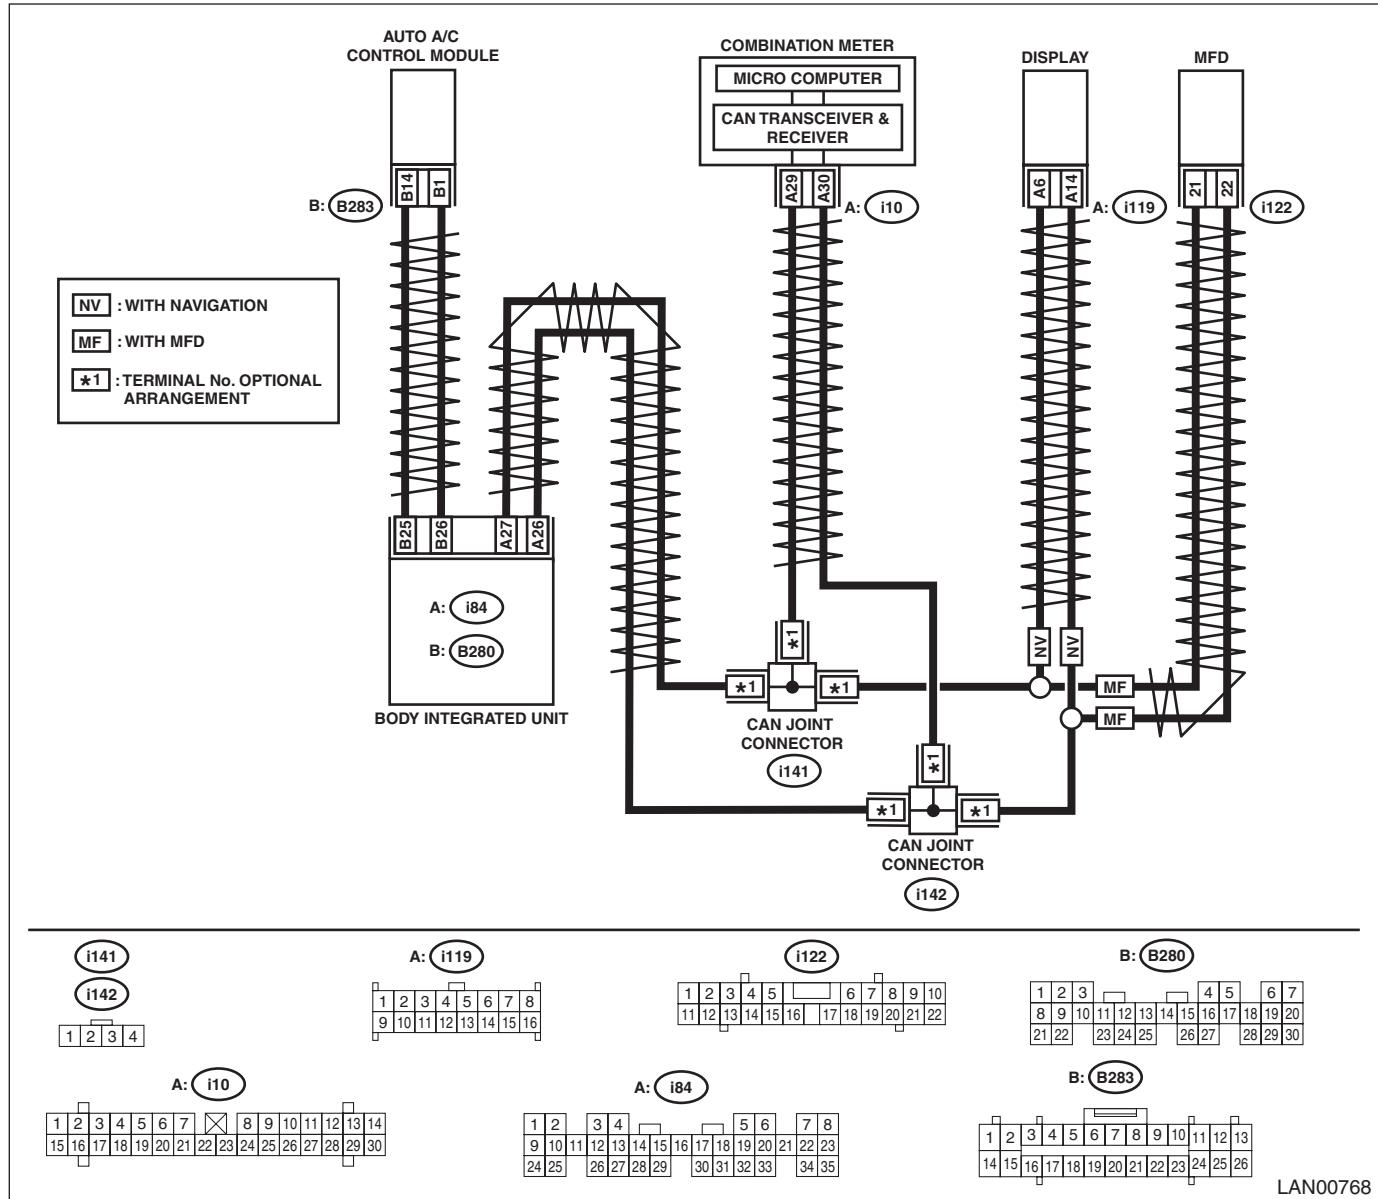 AUTO A/C
CONTROL MODULE
COMBINATION METER
MICRO COMPUTER
CAN TRANSCEIVER &
RECEIVER
DISPLAY
MFD
B14
B1
A29
A30
A6
A14
21
22
B: B283
A: i10
A: i119
i122
NV : WITH NAVIGATION
MF : WITH MFD
*1 : TERMINAL No. OPTIONAL
ARRANGEMENT
B25
B26
A27
A26
A: i84
B: B280
BODY INTEGRATED UNIT
*1
*1
*1
CAN JOINT
CONNECTOR
i141
NV
NV
MF
MF
*1
*1
*1
CAN JOINT
CONNECTOR
i142
i141
i142
1 2 3 4
A: i119
1 2 3 4 5 6 7 8
9 10 11 12 13 14 15 16
i122
1 2 3 4 5 6 7 8 9 10
11 12 13 14 15 16 17 18 19 20 21 22
B: B280
1 2 3 4 5 6 7
8 9 10 11 12 13 14 15 16 17 18 19 20
21 22 23 24 25 26 27 28 29 30
A: i10
1 2 3 4 5 6 7 8 9 10 11 12 13 14
15 16 17 18 19 20 21 22 23 24 25 26 27 28 29 30
A: i84
1 2 3 4 5 6 7 8
9 10 11 12 13 14 15 16 17 18 19 20 21 22 23
24 25 26 27 28 29 30 31 32 33 34 35
B: B283
1 2 3 4 5 6 7 8 9 10 11 12 13
14 15 16 17 18 19 20 21 22 23 24 25 26
LAN00768